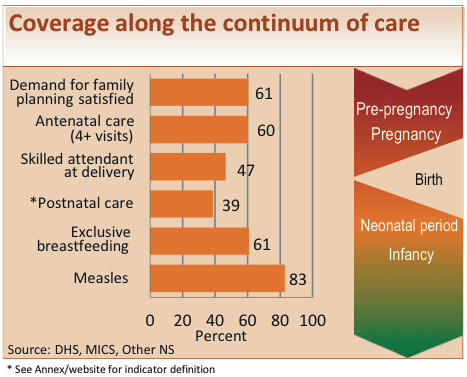 Coverage along the continuum of care
Demand for family
planning satisfied
61
Antenatal care
(4+ visits)
60
Skilled attendant
at delivery
47
*Postnatal care
39
Exclusive
breastfeeding
61
Measles
83
0 20 40 60 80 100
Percent
Pre-pregnancy
Pregnancy
Birth
Neonatal period
Infancy
Source: DHS, MICS, Other NS
* See Annex/website for indicator definition